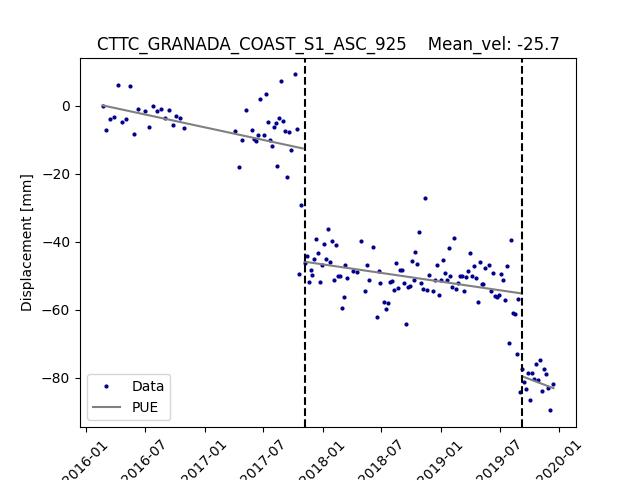 CTTC_GRANADA_COAST_S1_ASC_925 Mean_vel: -25.7
Displacement [mm]
0
−20
−40
−60
−80
Data
PUE
2016-01 2016-07 2017-01 2017-07 2018-01 2018-07 2019-01 2019-07 2020-01